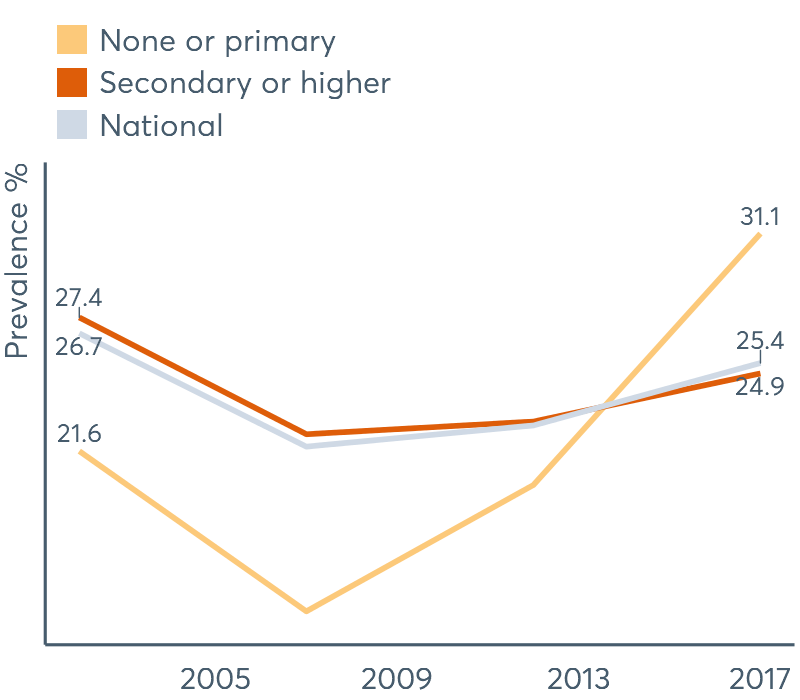 None or primary
Secondary or higher
National
Prevalence %
31.1
27.4
26.7
25.4
24.9
21.6
2005
2009
2013
2017